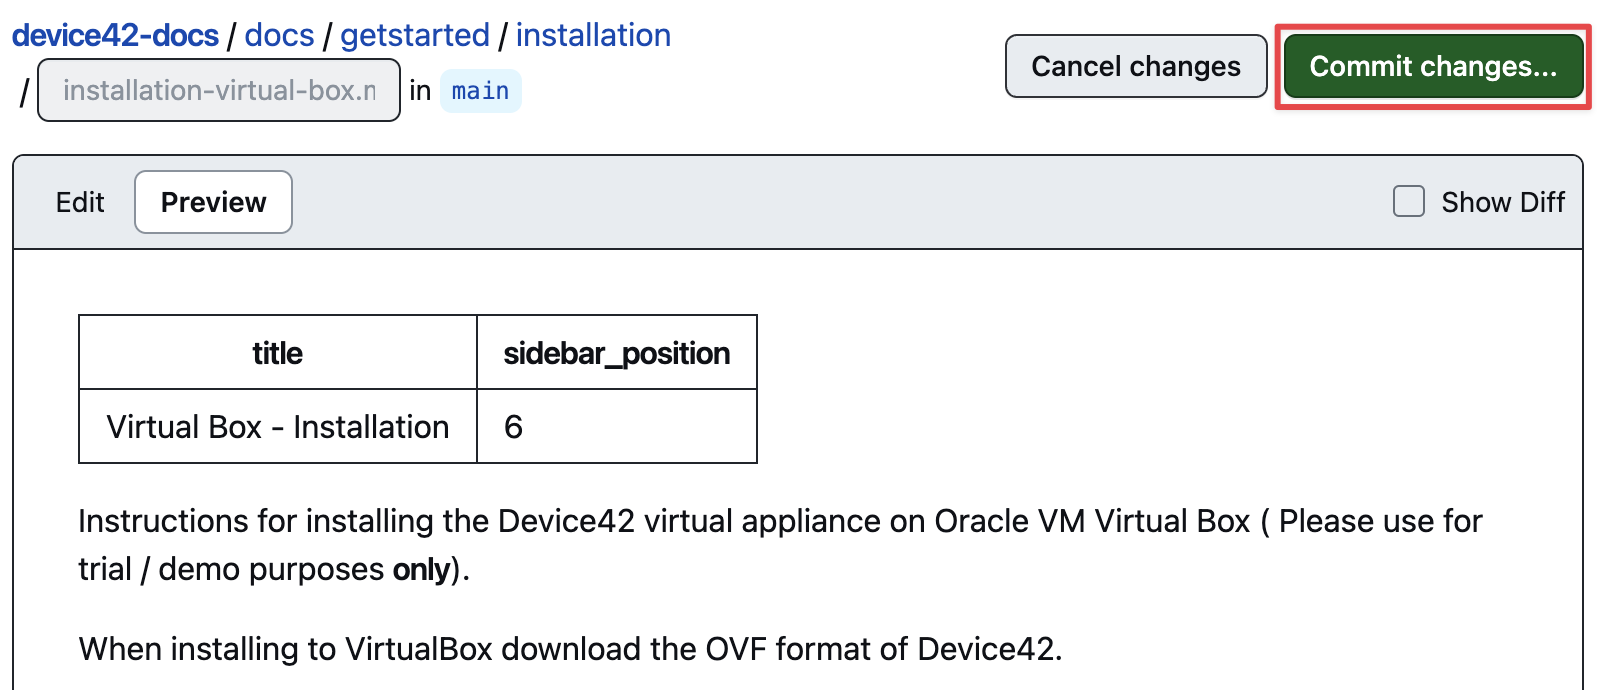 device42-docs / docs / getstarted / installation
/ installation-virtual-box.m in main
Cancel changes
Commit changes...
Edit
Preview
Show Diff
title sidebar_position
Virtual Box - Installation 6
Instructions for installing the Device42 virtual appliance on Oracle VM Virtual Box ( Please use for
trial / demo purposes only).
When installing to VirtualBox download the OVF format of Device42.